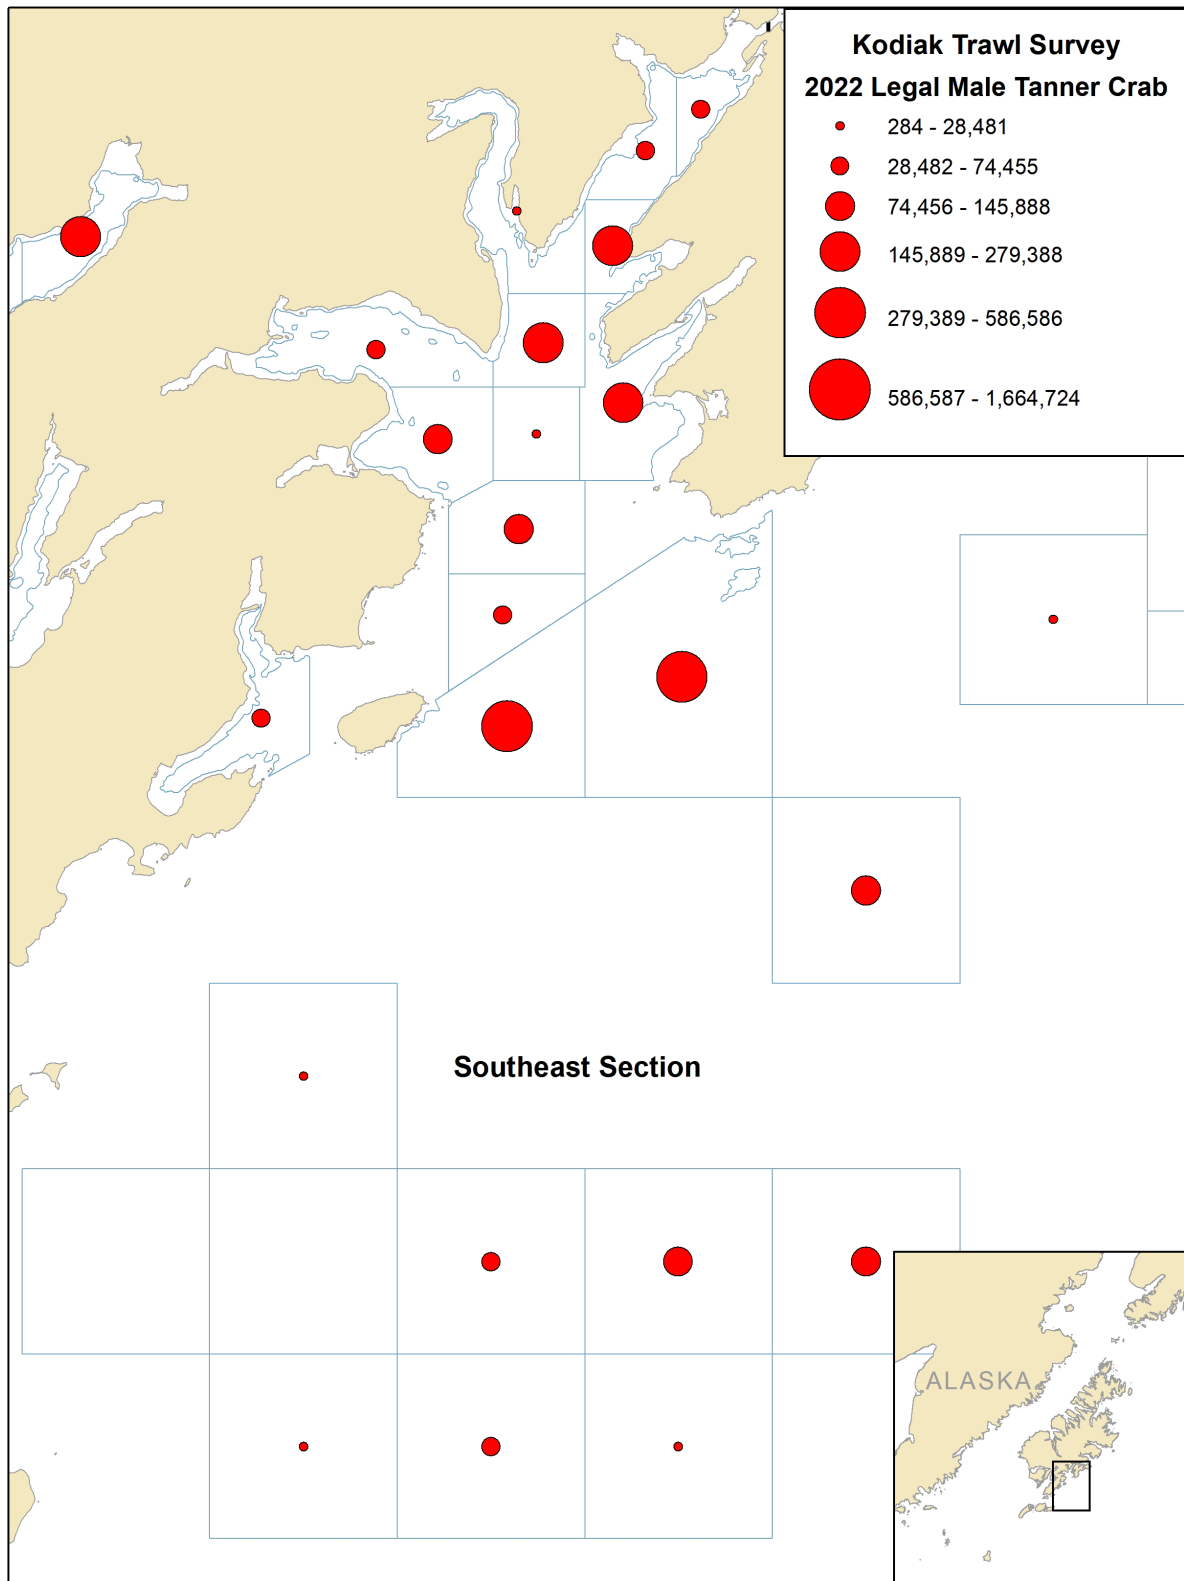 Kodiak Trawl Survey
2022 Legal Male Tanner Crab
284 - 28,481
28,482 - 74,455
74,456 - 145,888
145,889 - 279,388
279,389 - 586,586
586,587 - 1,664,724
Southeast Section
ALASKA